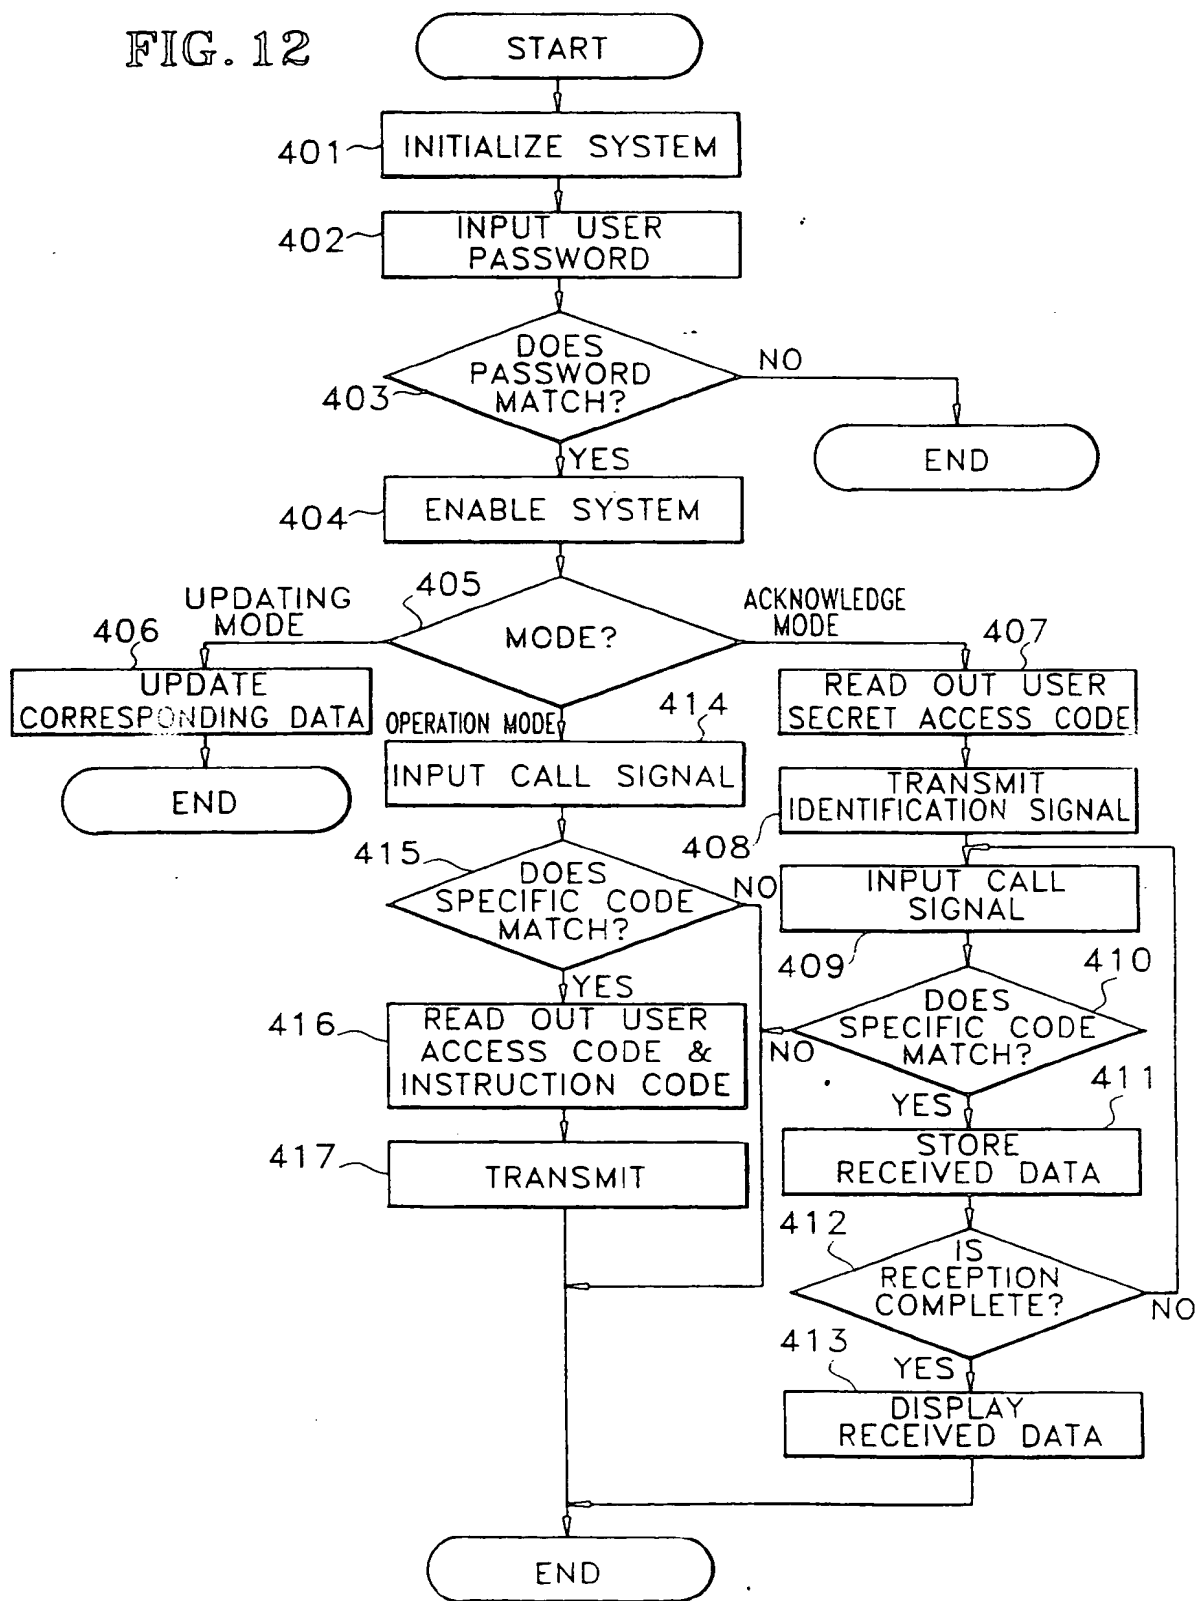 FIG. 12
START
401
INITIALIZE SYSTEM
402
INPUT USER
PASSWORD
DOES
PASSWORD
MATCH?
403
NO
END
YES
404
ENABLE SYSTEM
405
MODE?
UPDATING
MODE
406
UPDATE
CORRESPONDING DATA
END
ACKNOWLEDGE
MODE
407
READ OUT USER
SECRET ACCESS CODE
OPERATION MODE
414
INPUT CALL SIGNAL
TRANSMIT
IDENTIFICATION SIGNAL
408
415
DOES
SPECIFIC CODE
MATCH?
NO
INPUT CALL
SIGNAL
409
410
DOES
SPECIFIC CODE
MATCH?
NO
YES
416
READ OUT USER
ACCESS CODE &
INSTRUCTION CODE
YES
411
STORE
RECEIVED DATA
417
TRANSMIT
412
IS
RECEPTION
COMPLETE?
NO
YES
413
DISPLAY
RECEIVED DATA
END